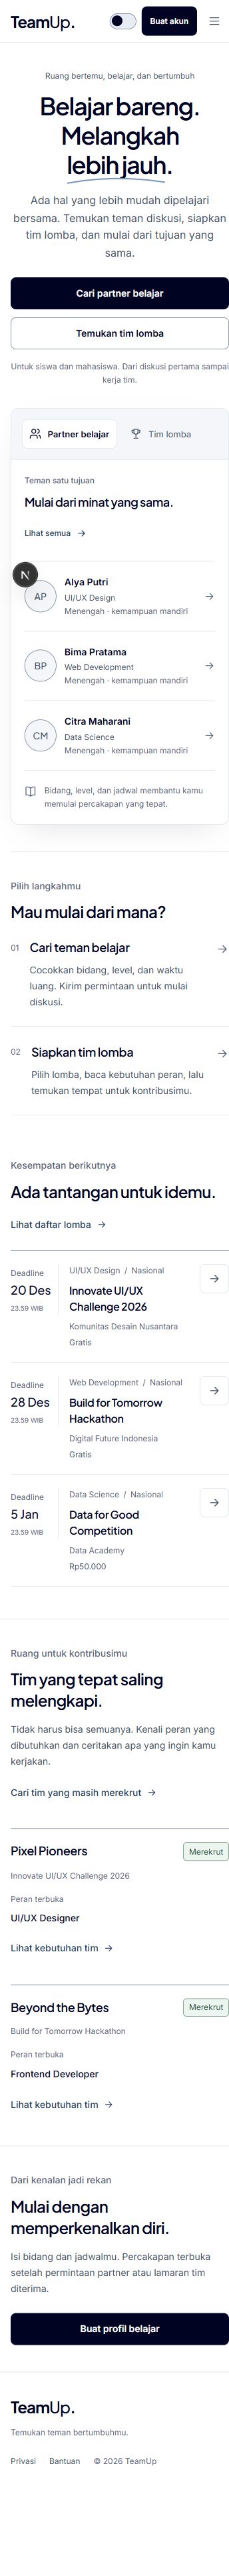 TeamUp.
Buat akun
Ruang bertemu, belajar, dan bertumbuh
Belajar bareng.
Melangkah
lebih jauh.
Ada hal yang lebih mudah dipelajari
bersama. Temukan teman diskusi, siapkan
tim lomba, dan mulai dari tujuan yang
sama.
Cari partner belajar
Temukan tim lomba
Untuk siswa dan mahasiswa. Dari diskusi pertama sampai
kerja tim.
Partner belajar
Tim lomba
Teman satu tujuan
Mulai dari minat yang sama.
Lihat semua
N
AP
Alya Putri
UI/UX Design
Menengah · kemampuan mandiri
BP
Bima Pratama
Web Development
Menengah · kemampuan mandiri
CM
Citra Maharani
Data Science
Menengah · kemampuan mandiri
Bidang, level, dan jadwal membantu kamu
memulai percakapan yang tepat.
Pilih langkahmu
Mau mulai dari mana?
01
Cari teman belajar
Cocokkan bidang, level, dan waktu
luang. Kirim permintaan untuk mulai
diskusi.
02
Siapkan tim lomba
Pilih lomba, baca kebutuhan peran, lalu
temukan tempat untuk kontribusimu.
Kesempatan berikutnya
Ada tantangan untuk idemu.
Lihat daftar lomba
Deadline
20 Des
23.59 WIB
UI/UX Design / Nasional
Innovate UI/UX
Challenge 2026
Komunitas Desain Nusantara
Gratis
Deadline
28 Des
23.59 WIB
Web Development / Nasional
Build for Tomorrow
Hackathon
Digital Future Indonesia
Gratis
Deadline
5 Jan
23.59 WIB
Data Science / Nasional
Data for Good
Competition
Data Academy
Rp50.000
Ruang untuk kontribusimu
Tim yang tepat saling
melengkapi.
Tidak harus bisa semuanya. Kenali peran yang
dibutuhkan dan ceritakan apa yang ingin kamu
kerjakan.
Cari tim yang masih merekrut
Pixel Pioneers
Merekrut
Innovate UI/UX Challenge 2026
Peran terbuka
UI/UX Designer
Lihat kebutuhan tim
Beyond the Bytes
Merekrut
Build for Tomorrow Hackathon
Peran terbuka
Frontend Developer
Lihat kebutuhan tim
Dari kenalan jadi rekan
Mulai dengan
memperkenalkan diri.
Isi bidang dan jadwalmu. Percakapan terbuka
setelah permintaan partner atau lamaran tim
diterima.
Buat profil belajar
TeamUp.
Temukan teman bertumbuhmu.
Privasi
Bantuan
© 2026 TeamUp